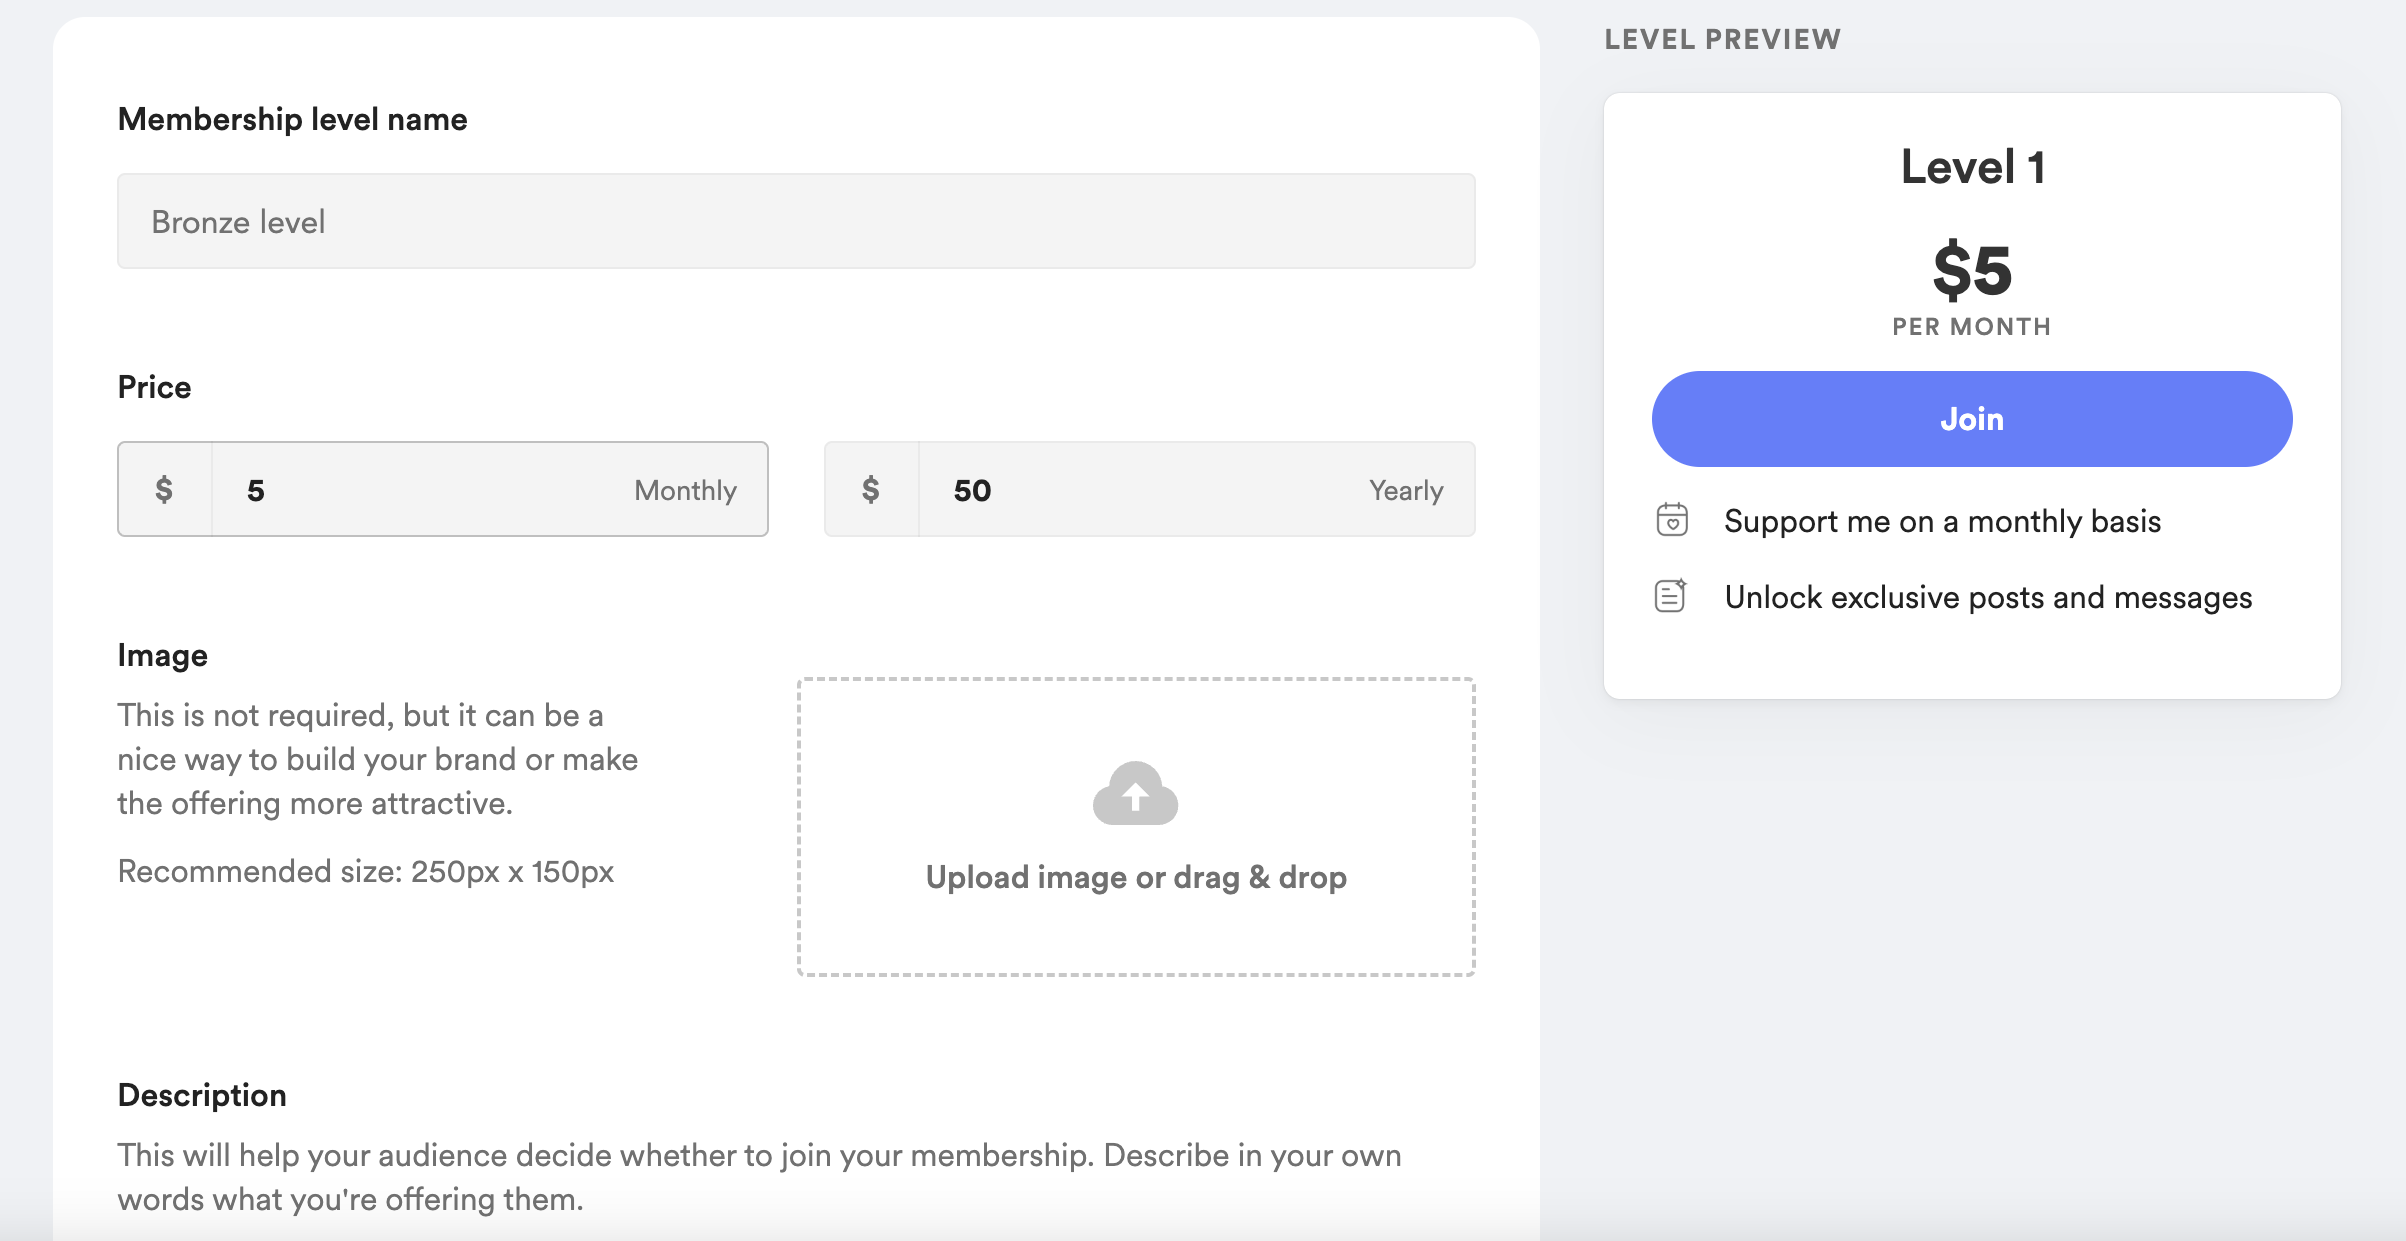 Membership level name
Bronze level
Price
$ 5 Monthly
$ 50 Yearly
Image
This is not required, but it can be a
nice way to build your brand or make
the offering more attractive.
Recommended size: 250px x 150px
Upload image or drag & drop
Description
This will help your audience decide whether to join your membership. Describe in your own
words what you're offering them.
LEVEL PREVIEW
Level 1
$5
PER MONTH
Join
Support me on a monthly basis
Unlock exclusive posts and messages